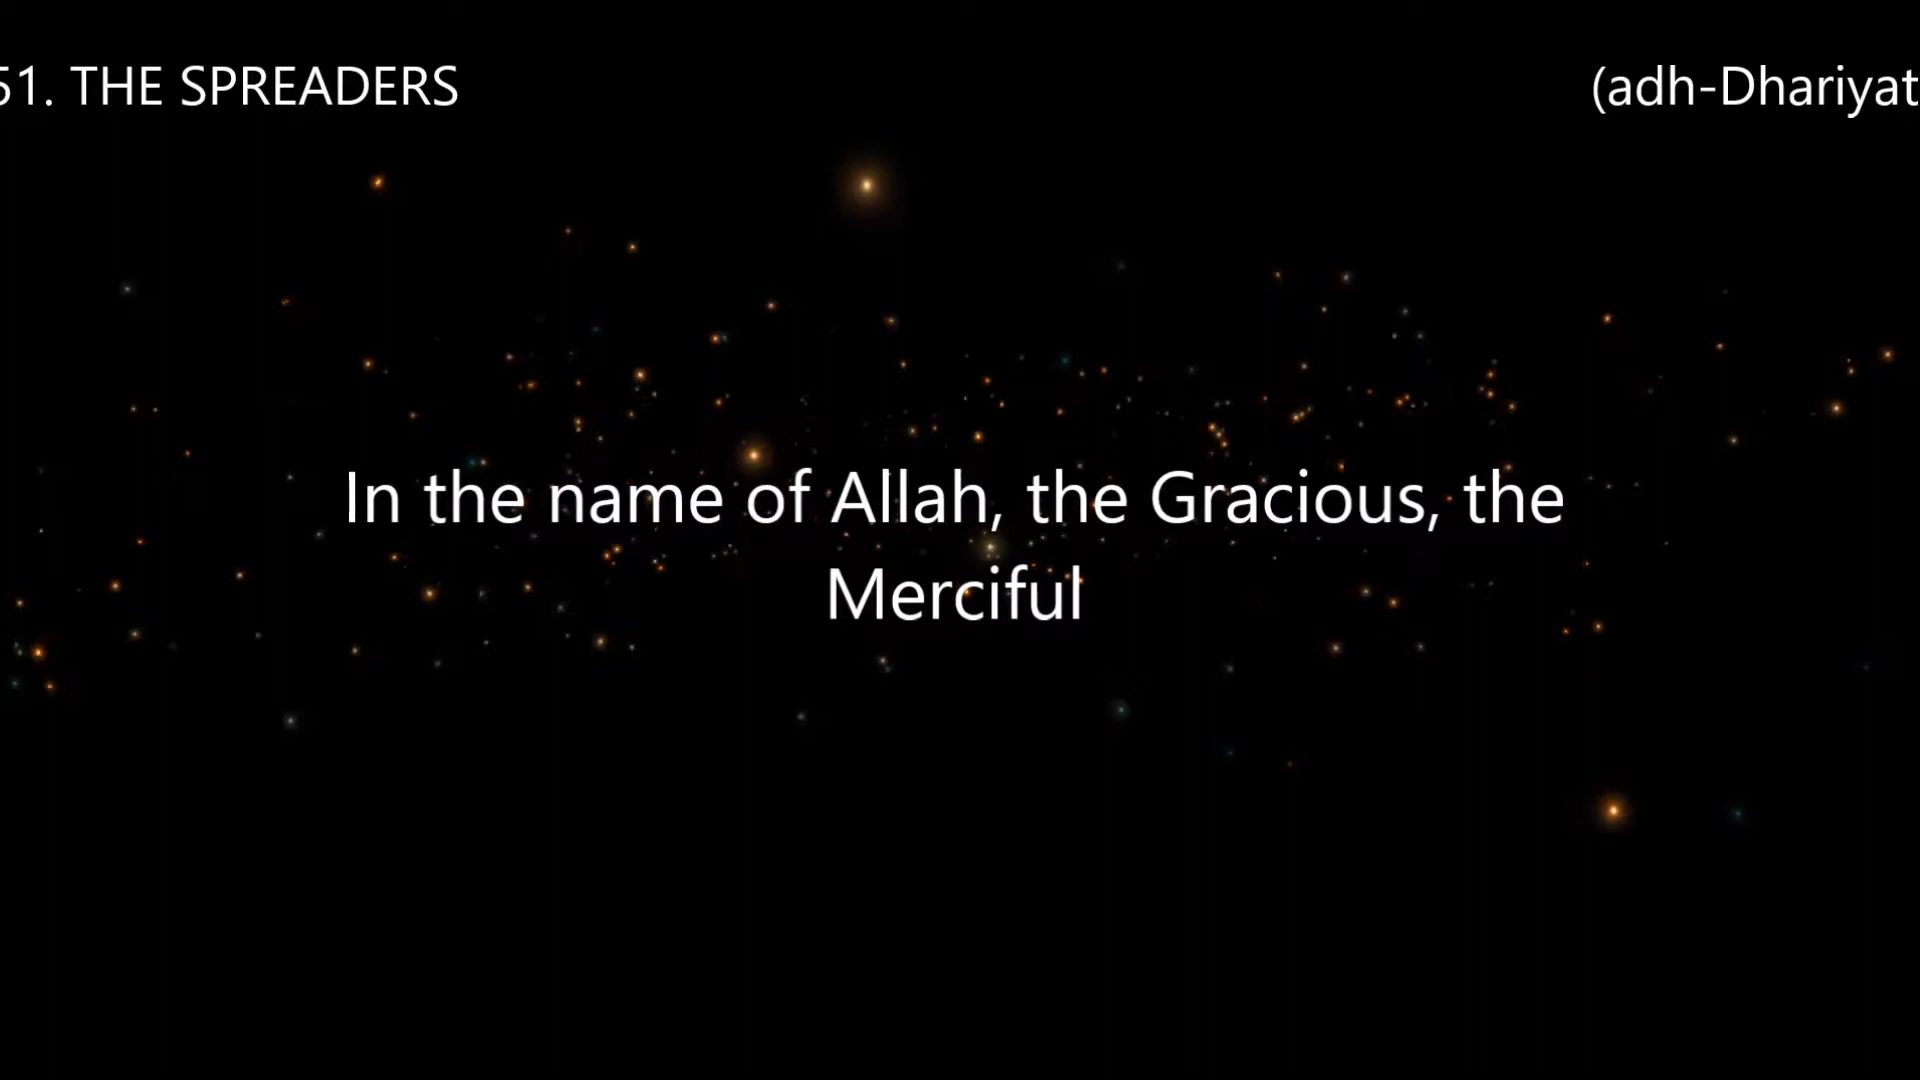 51. THE SPREADERS
(adh-Dhariyat
In the name of Allah, the Gracious, the
Merciful